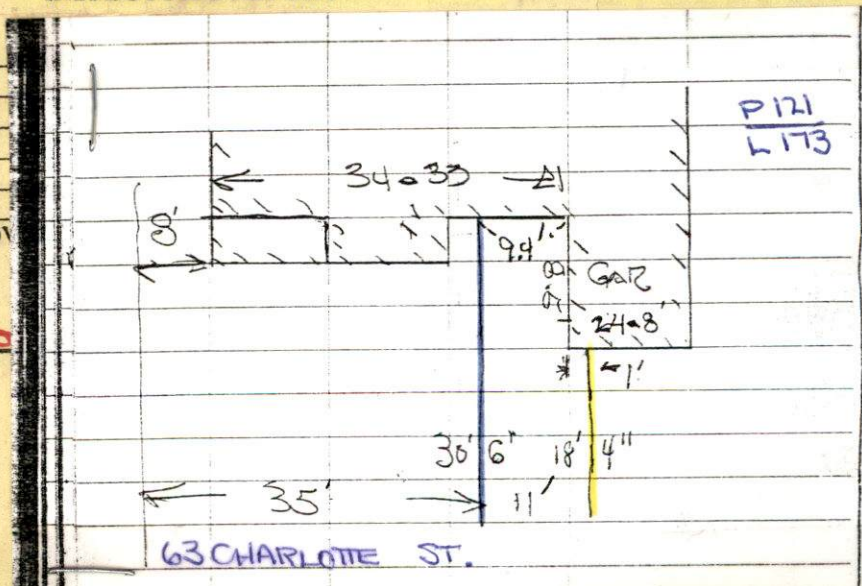 P 121
L 173
34.33
8'
9.4'
GAR
24.8'
1'
30' 6"
18' 4"
35'
11'
63 CHARLOTTE ST.